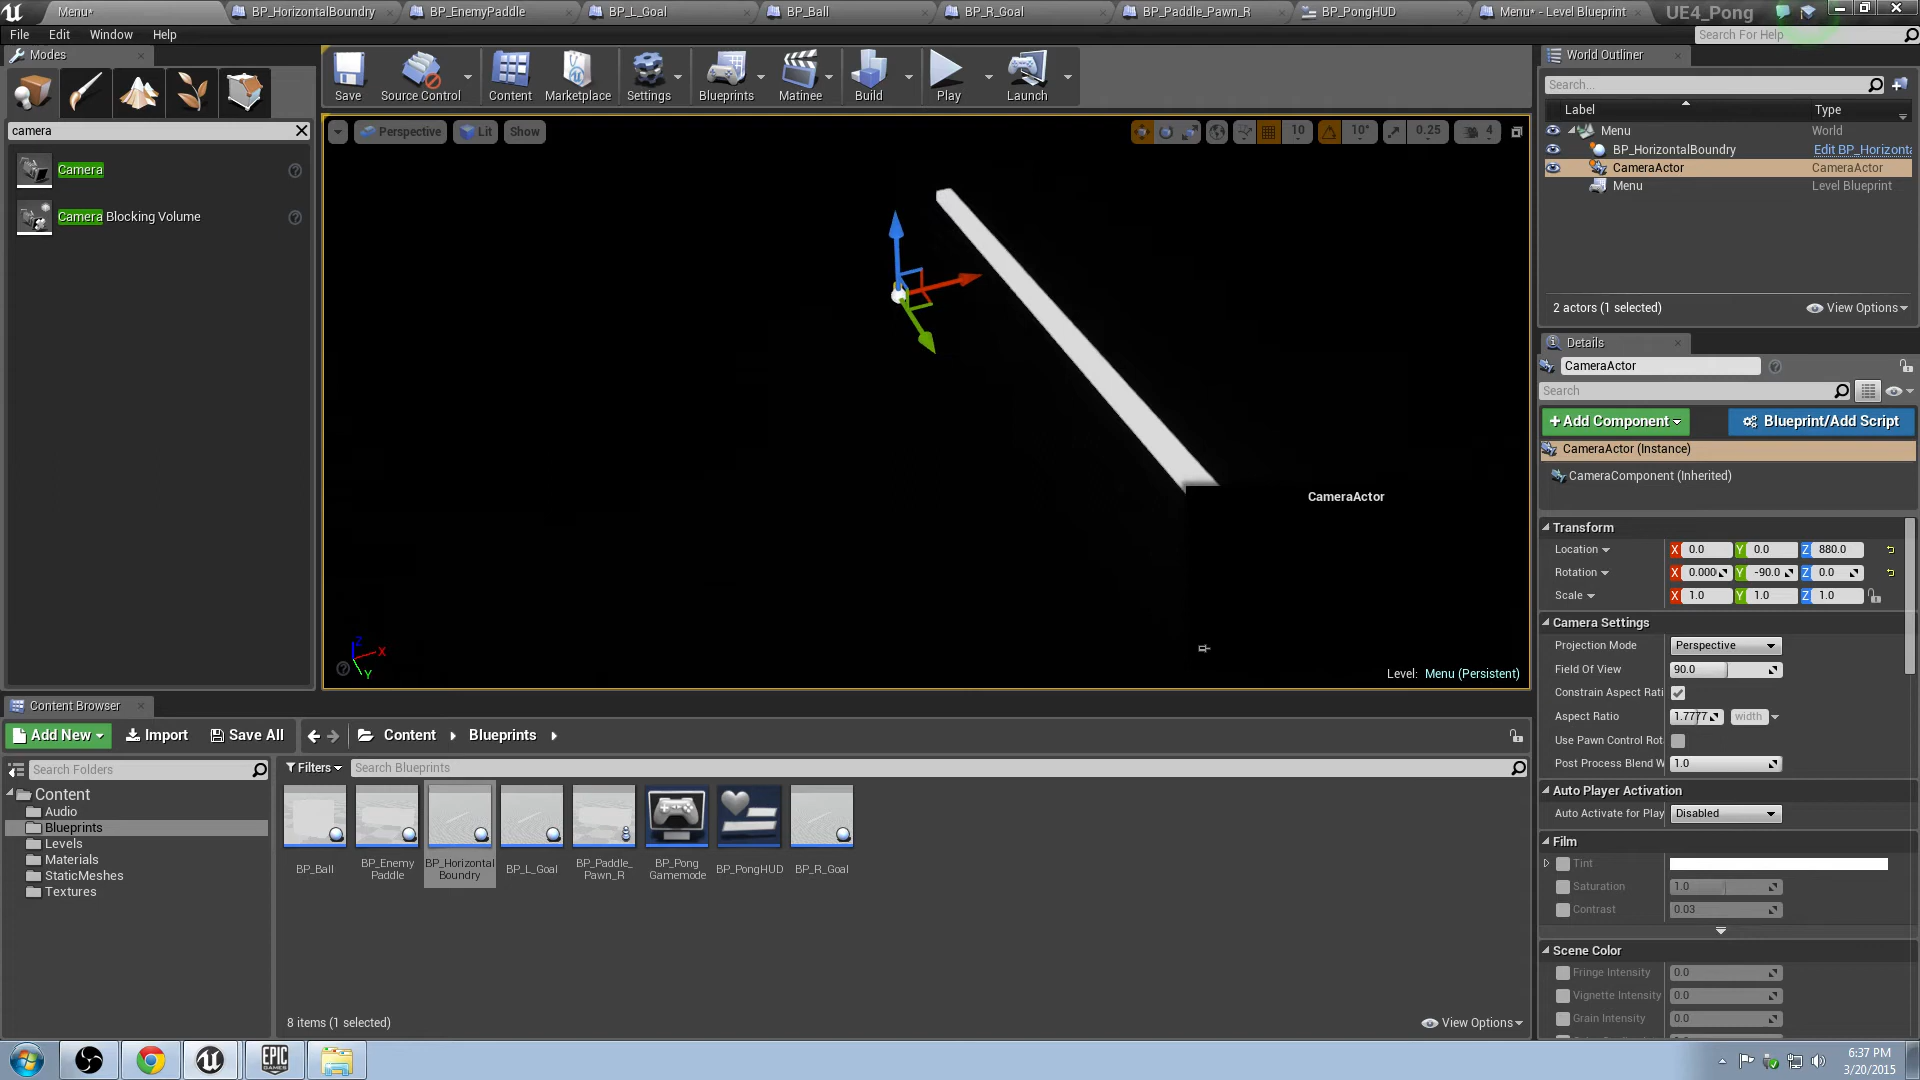 Menu*
BP_HorizontalBoundry
BP_EnemyPaddle
BP_L_Goal
BP_Ball
BP_R_Goal
BP_Paddle_Pawn_R
BP_PongHUD
Menu* - Level Blueprint
UE4_Pong
File Edit Window Help
Search For Help
Modes
Save
Source Control
Content
Marketplace
Settings
Blueprints
Matinee
Build
Play
Launch
camera
Camera
Camera Blocking Volume
Perspective
Lit
Show
10
10°
0.25
4
CameraActor
Z
X
Y
Level: Menu (Persistent)
World Outliner
Search...
Label Type
Menu World
BP_HorizontalBoundry Edit BP_Horizonta
CameraActor CameraActor
Menu Level Blueprint
2 actors (1 selected)
View Options
Details
CameraActor
Search
+Add Component
Blueprint/Add Script
CameraActor (Instance)
CameraComponent (Inherited)
Transform
Location X 0.0 Y 0.0 Z 880.0
Rotation X 0.000 Y -90.0 Z 0.0
Scale X 1.0 Y 1.0 Z 1.0
Camera Settings
Projection Mode Perspective
Field Of View 90.0
Constrain Aspect Rati
Aspect Ratio 1.7777 width
Use Pawn Control Rot
Post Process Blend W 1.0
Auto Player Activation
Auto Activate for Play Disabled
Film
Tint
Saturation 1.0
Contrast 0.03
Scene Color
Fringe Intensity 0.0
Vignette Intensity 0.0
Grain Intensity 0.0
Content Browser
Add New
Import
Save All
Content
Blueprints
Search Folders
Filters
Search Blueprints
Content
Audio
Blueprints
Levels
Materials
StaticMeshes
Textures
BP_Ball
BP_Enemy
Paddle
BP_Horizontal
Boundry
BP_L_Goal
BP_Paddle_
Pawn_R
BP_Pong
Gamemode
BP_PongHUD
BP_R_Goal
8 items (1 selected)
View Options
EPIC
GAMES
6:37 PM
3/20/2015